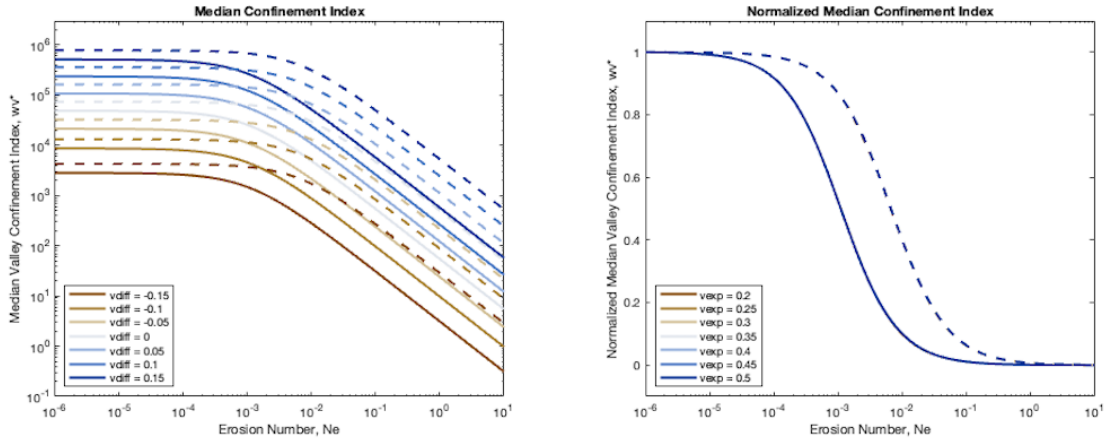 Median Confinement Index
Median Valley Confinement Index, wv*
10^6
10^5
10^4
10^3
10^2
10^1
10^0
10^-1
vdiff = -0.15
vdiff = -0.1
vdiff = -0.05
vdiff = 0
vdiff = 0.05
vdiff = 0.1
vdiff = 0.15
10^-6 10^-5 10^-4 10^-3 10^-2 10^-1 10^0 10^1
Erosion Number, Ne
Normalized Median Confinement Index
Normalized Median Valley Confinement Index, wv*
1
0.8
0.6
0.4
0.2
0
vexp = 0.2
vexp = 0.25
vexp = 0.3
vexp = 0.35
vexp = 0.4
vexp = 0.45
vexp = 0.5
10^-6 10^-5 10^-4 10^-3 10^-2 10^-1 10^0 10^1
Erosion Number, Ne